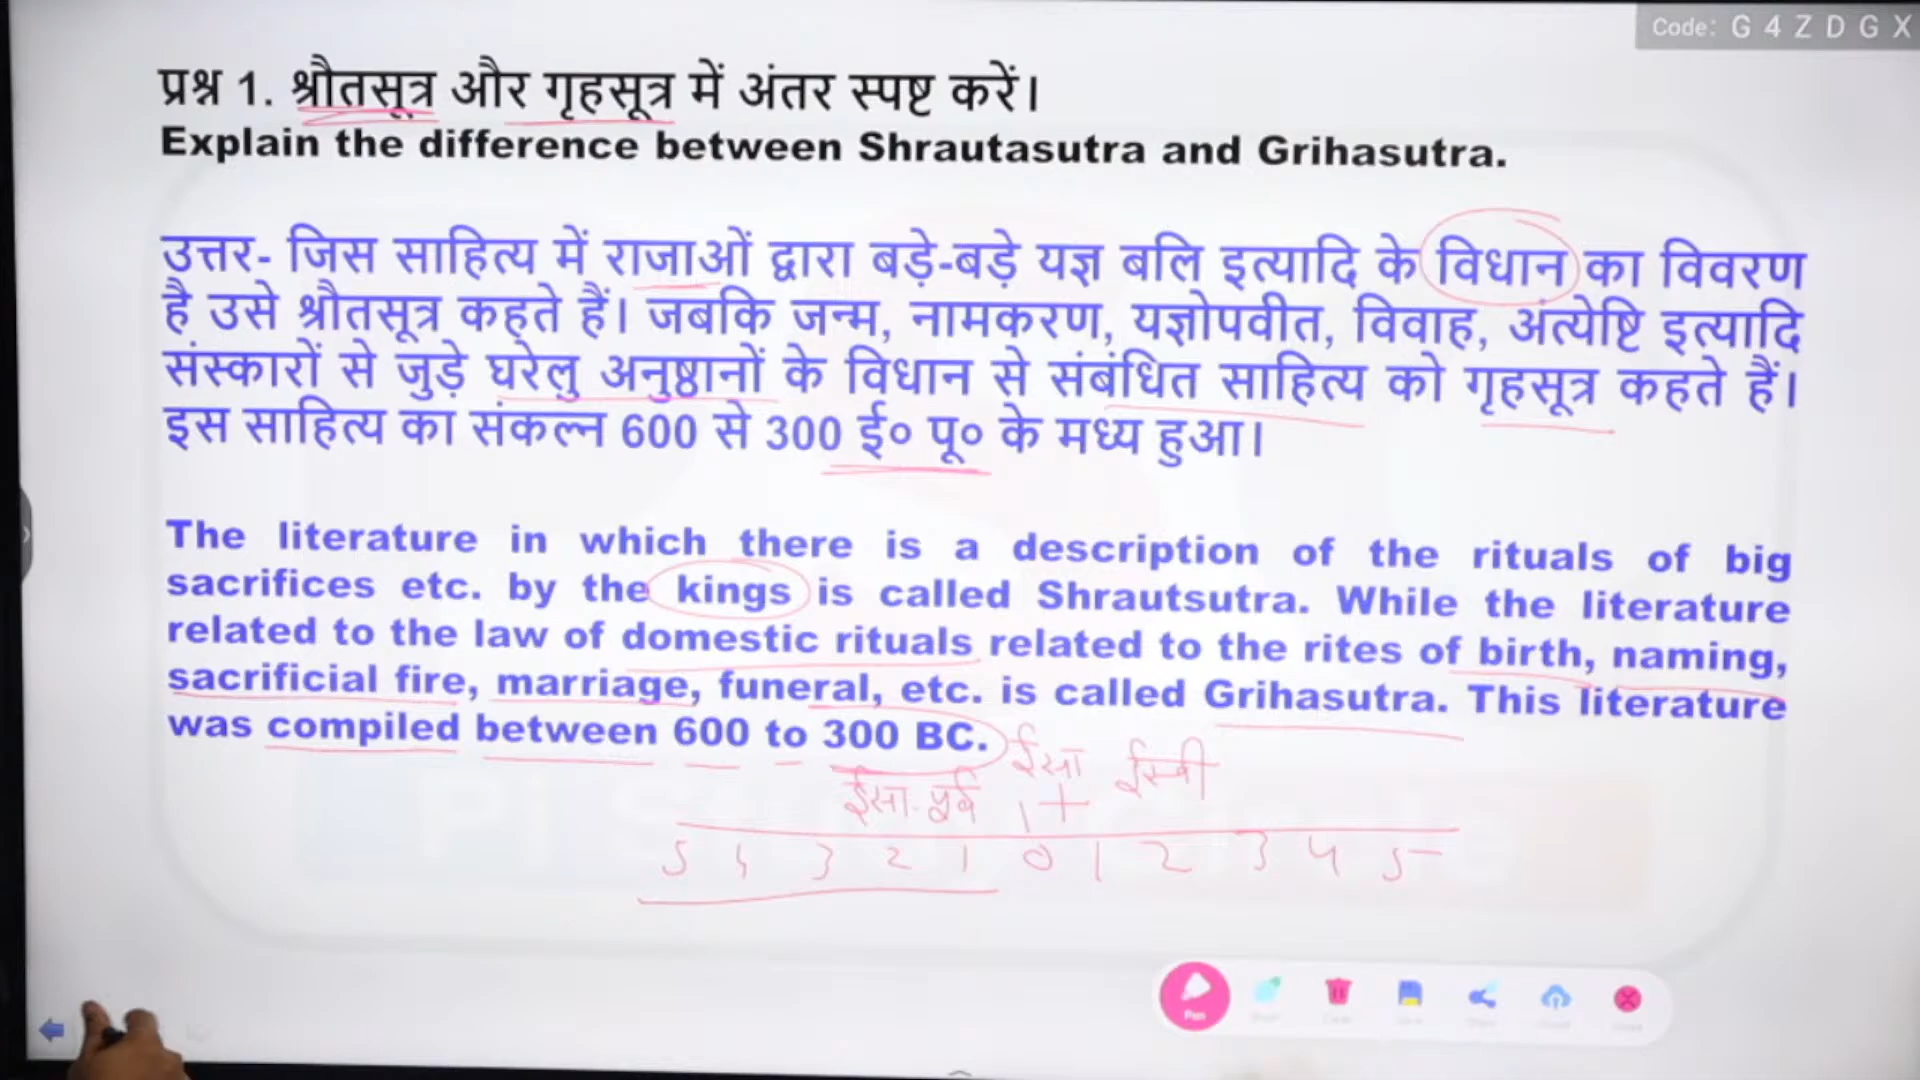 Code: G 4 Z D G X
प्रश्न 1. श्रौतसूत्र और गृहसूत्र में अंतर स्पष्ट करें।
Explain the difference between Shrautasutra and Grihasutra.
उत्तर- जिस साहित्य में राजाओं द्वारा बड़े-बड़े यज्ञ बलि इत्यादि के विधान का विवरण
है उसे श्रौतसूत्र कहते हैं। जबकि जन्म, नामकरण, यज्ञोपवीत, विवाह, अंत्येष्टि इत्यादि
संस्कारों से जुड़े घरेलु अनुष्ठानों के विधान से संबंधित साहित्य को गृहसूत्र कहते हैं।
इस साहित्य का संकल्न 600 से 300 ई० पू० के मध्य हुआ।
The literature in which there is a description of the rituals of big
sacrifices etc. by the kings is called Shrautsutra. While the literature
related to the law of domestic rituals related to the rites of birth, naming,
sacrificial fire, marriage, funeral, etc. is called Grihasutra. This literature
was compiled between 600 to 300 BC.
ईसा ईस्वी
ईसा-पूर्व
5 4 3 2 1 0 1 2 3 4 5
Pen